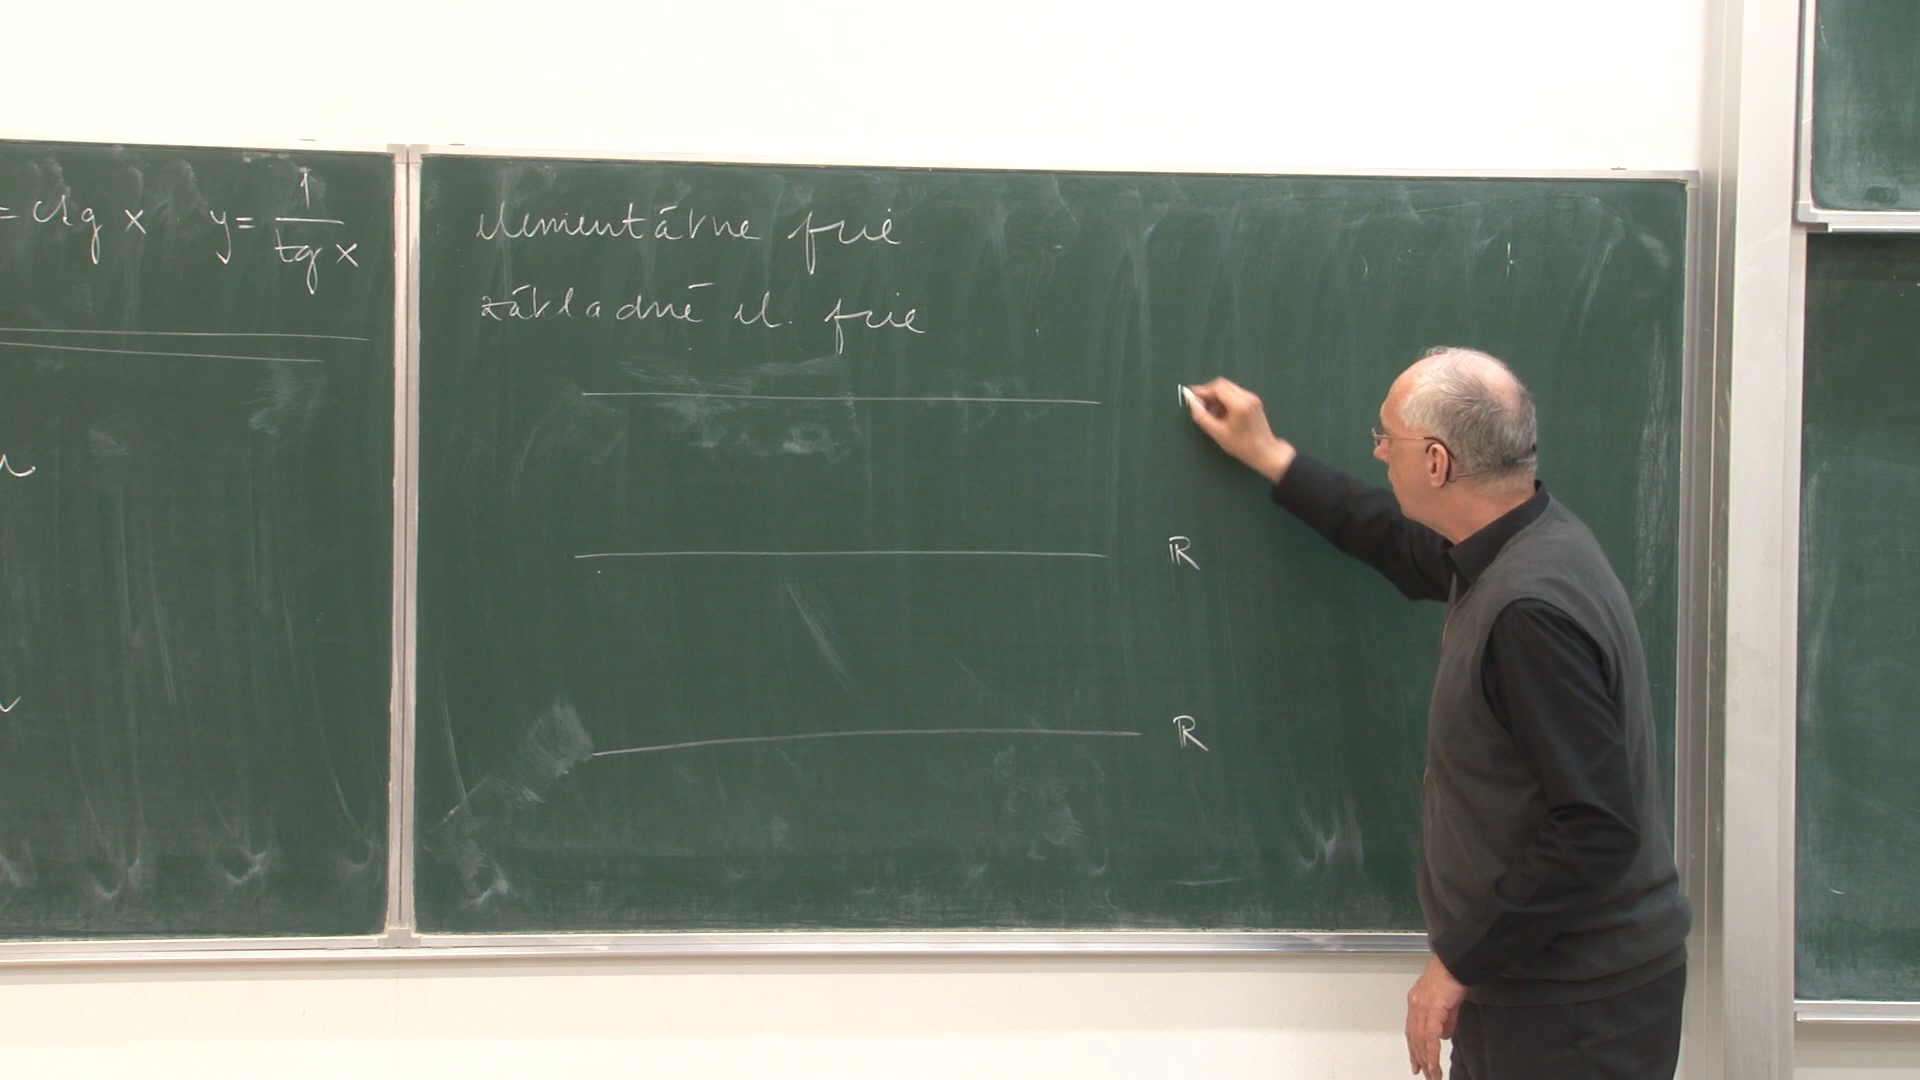 = ctg x y = 1/tg x
elementárne fcie
základné el. fcie
ℝ
ℝ